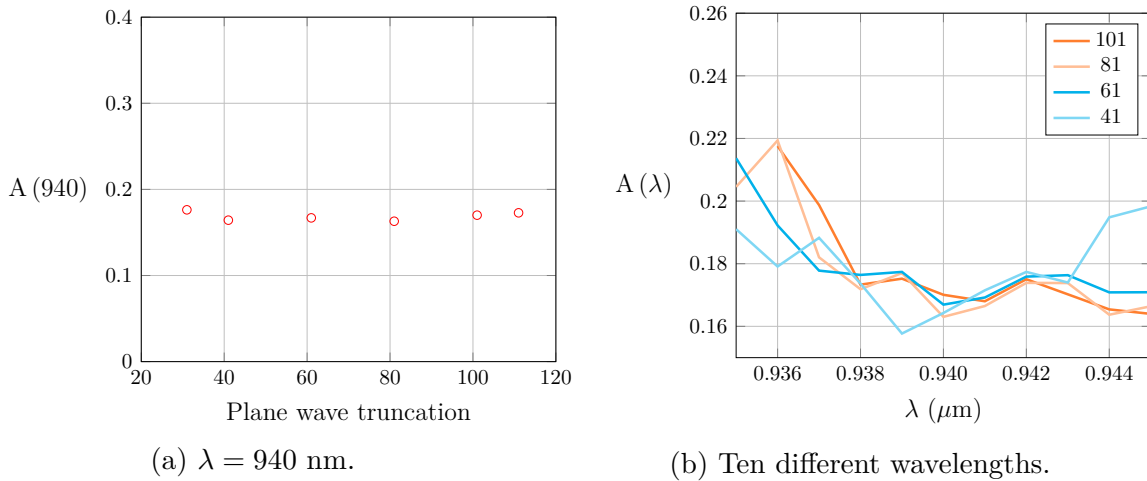 0.4
0.3
0.2
0.1
0
A (940)
20 40 60 80 100 120
Plane wave truncation
(a) λ = 940 nm.
0.26
0.24
0.22
0.2
0.18
0.16
A (λ)
101
81
61
41
0.936 0.938 0.940 0.942 0.944
λ (μm)
(b) Ten different wavelengths.